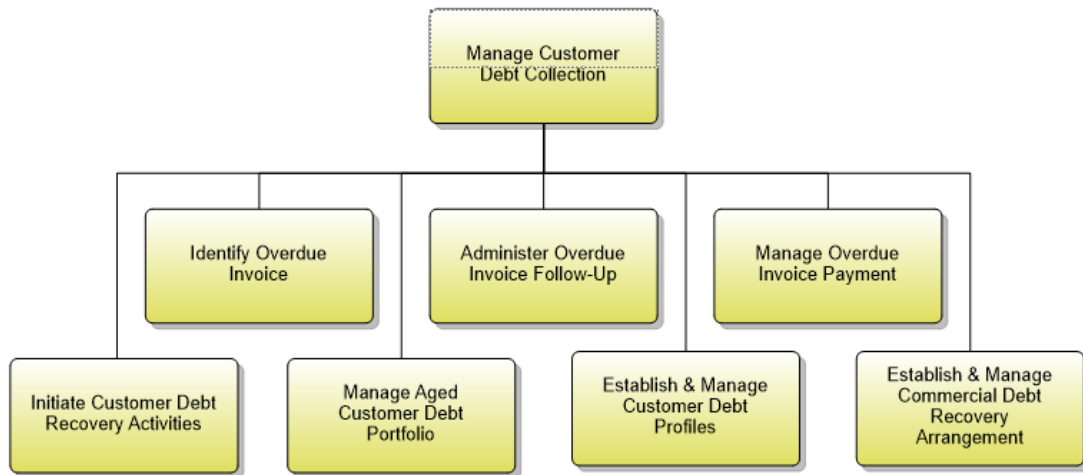 Manage Customer
Debt Collection
Identify Overdue
Invoice
Administer Overdue
Invoice Follow-Up
Manage Overdue
Invoice Payment
Initiate Customer Debt
Recovery Activities
Manage Aged
Customer Debt
Portfolio
Establish & Manage
Customer Debt
Profiles
Establish & Manage
Commercial Debt
Recovery
Arrangement